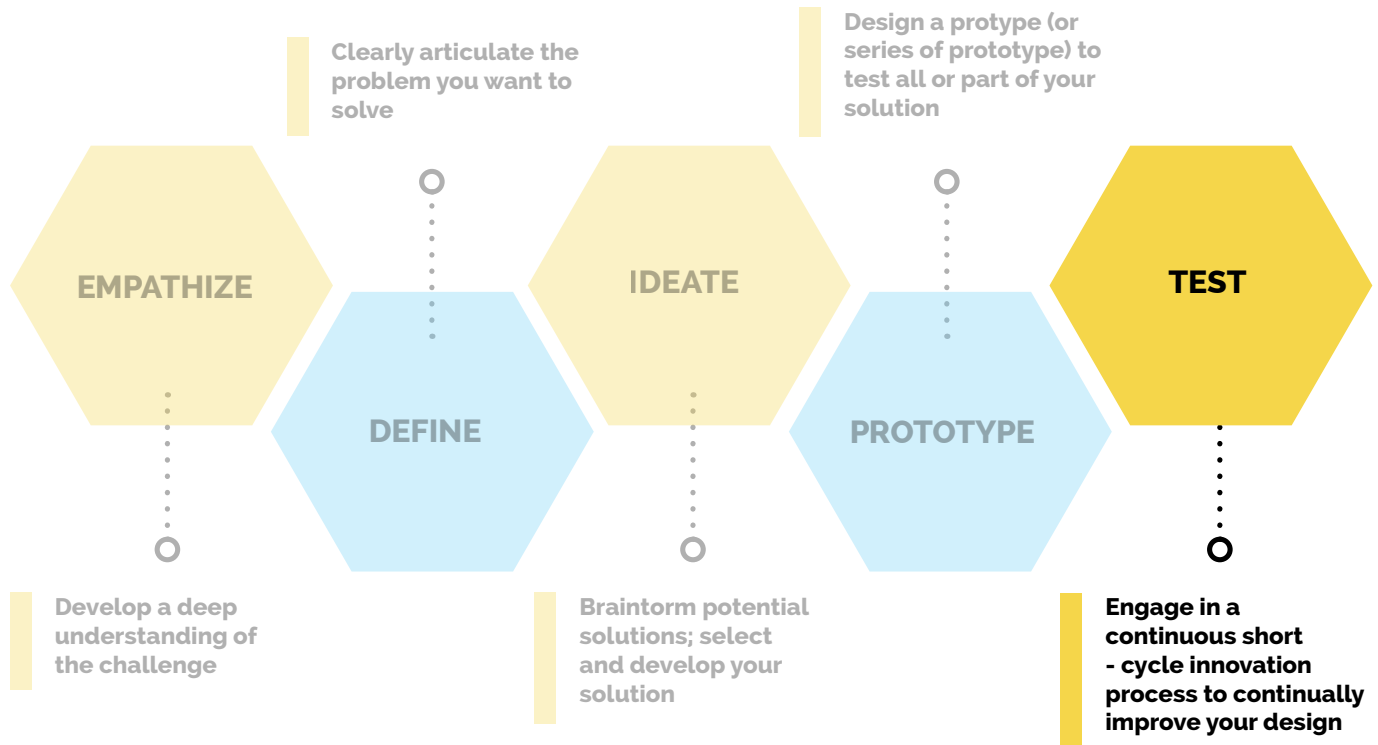 Clearly articulate the
problem you want to
solve
Design a protype (or
series of prototype) to
test all or part of your
solution
EMPATHIZE
DEFINE
IDEATE
PROTOTYPE
TEST
Develop a deep
understanding of
the challenge
Braintorm potential
solutions; select
and develop your
solution
Engage in a
continuous short
- cycle innovation
process to continually
improve your design